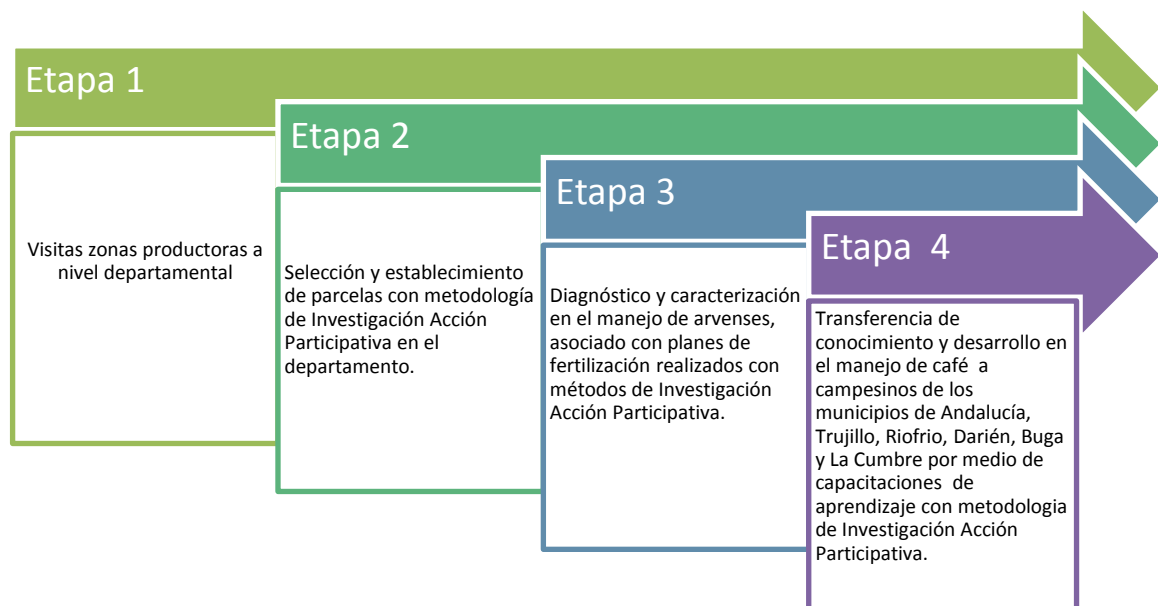 Etapa 1
Visitas zonas productoras a
nivel departamental
Etapa 2
Selección y establecimiento
de parcelas con metodología
de Investigación Acción
Participativa en el
departamento.
Etapa 3
Diagnóstico y caracterización
en el manejo de arvenses,
asociado con planes de
fertilización realizados con
métodos de Investigación
Acción Participativa.
Etapa 4
Transferencia de
conocimiento y desarrollo en
el manejo de café a
campesinos de los
municipios de Andalucía,
Trujillo, Riofrio, Darién, Buga
y La Cumbre por medio de
capacitaciones de
aprendizaje con metodologia
de Investigación Acción
Participativa.